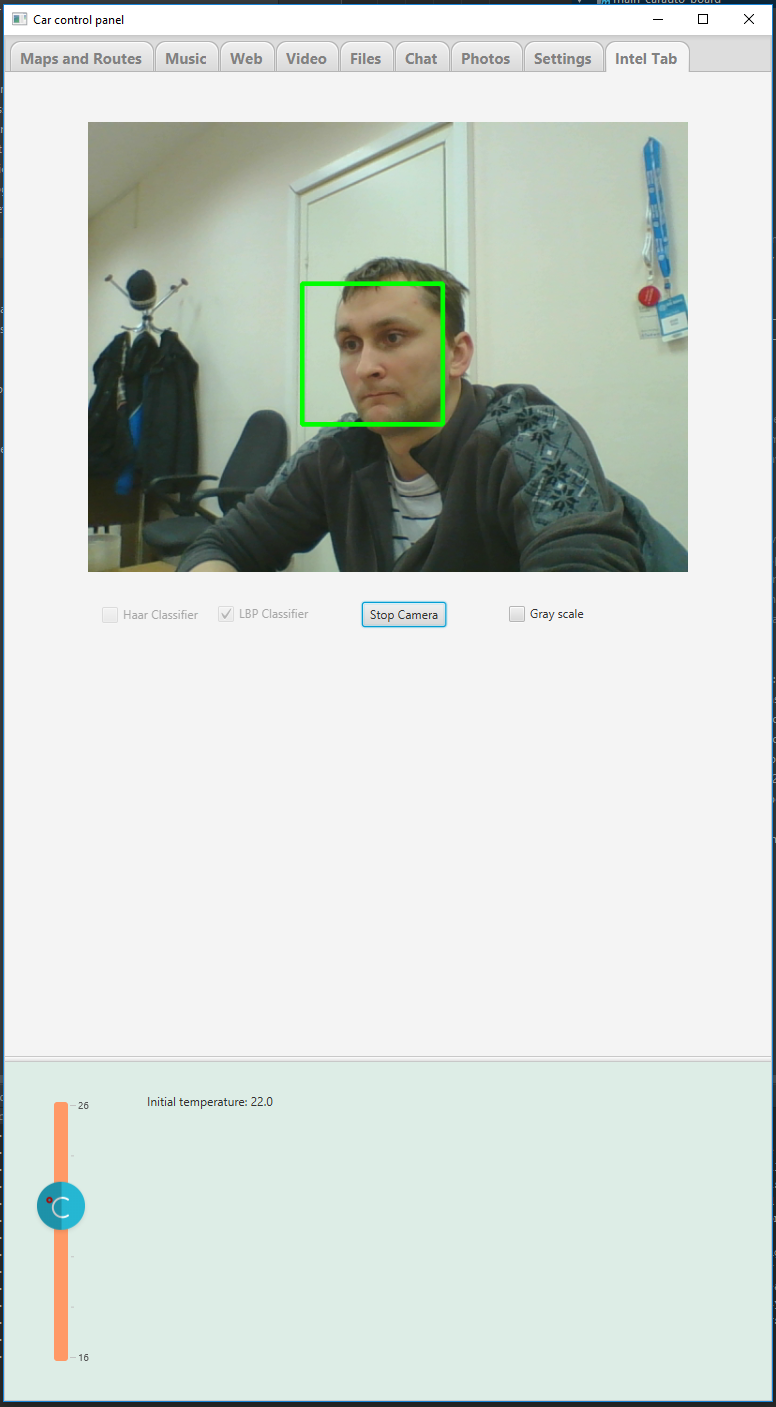 Car control panel
Maps and Routes Music Web Video Files Chat Photos Settings Intel Tab
Haar Classifier LBP Classifier Stop Camera Gray scale
26
Initial temperature: 22.0
°C
16